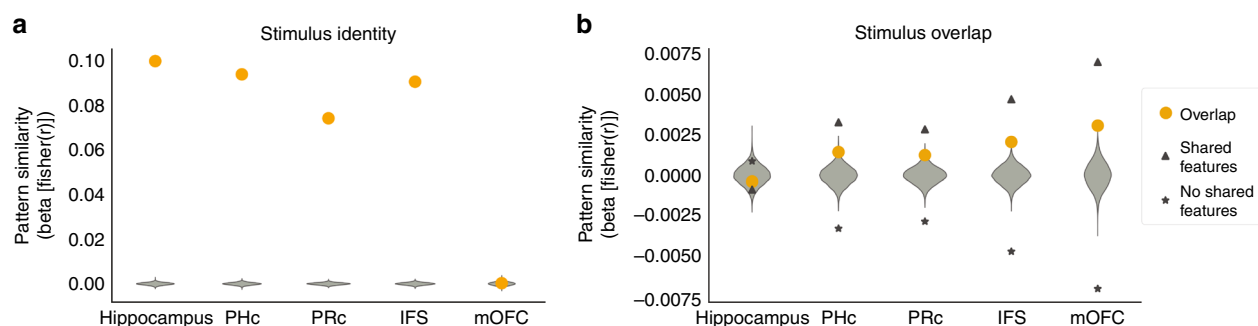 a
Stimulus identity
Pattern similarity
(beta [fisher(r)])
0.10
0.08
0.06
0.04
0.02
0.00
Hippocampus PHc PRc IFS mOFC
b
Stimulus overlap
Pattern similarity
(beta [fisher(r)])
0.0075
0.0050
0.0025
0.0000
−0.0025
−0.0050
−0.0075
Hippocampus PHc PRc IFS mOFC
Overlap
Shared
features
No shared
features